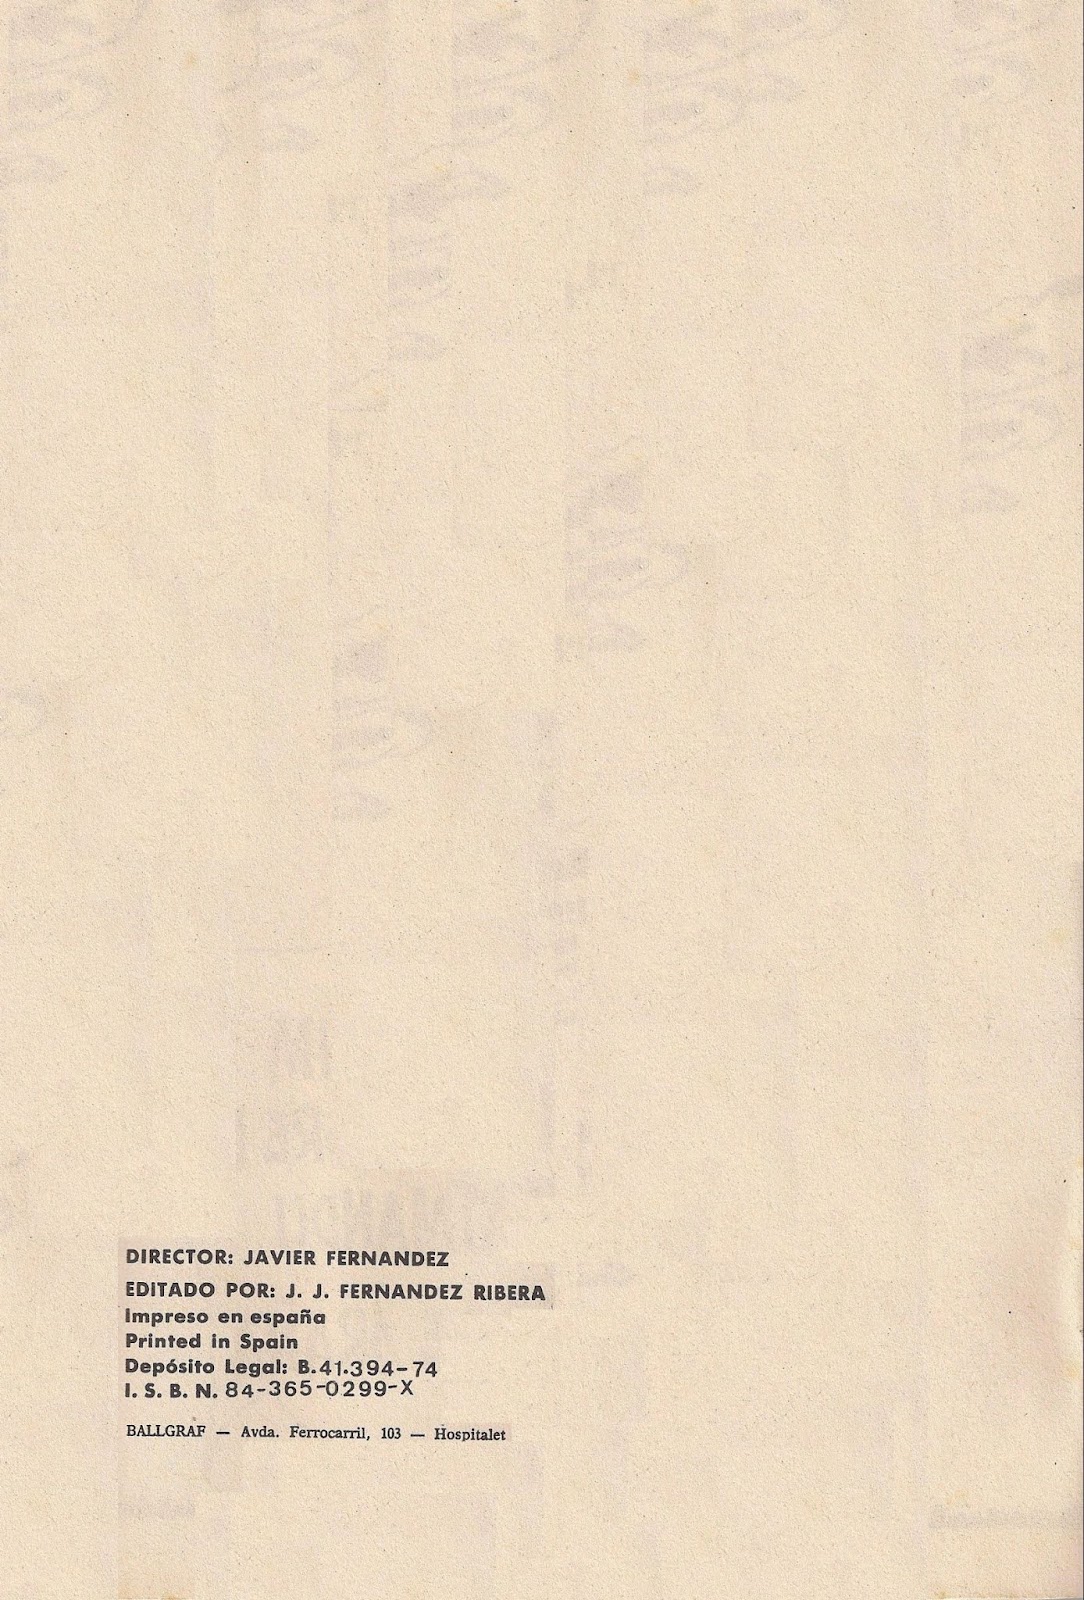 DIRECTOR: JAVIER FERNANDEZ
EDITADO POR: J. J. FERNANDEZ RIBERA
Impreso en españa
Printed in Spain
Depósito Legal: B.41.394-74
I. S. B. N. 84-365-0299-X
BALLGRAF — Avda. Ferrocarril, 103 — Hospitalet